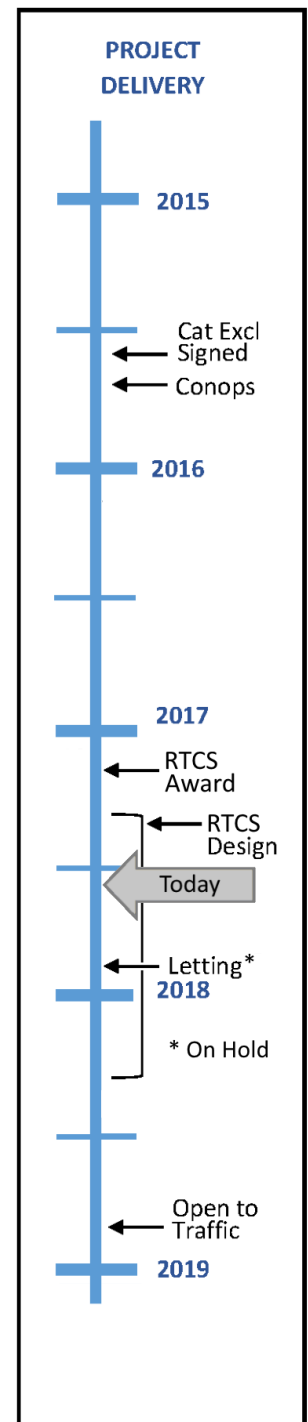 PROJECT
DELIVERY
2015
Cat Excl
Signed
Conops
2016
2017
RTCS
Award
RTCS
Design
Today
Letting*
2018
* On Hold
Open to
Traffic
2019